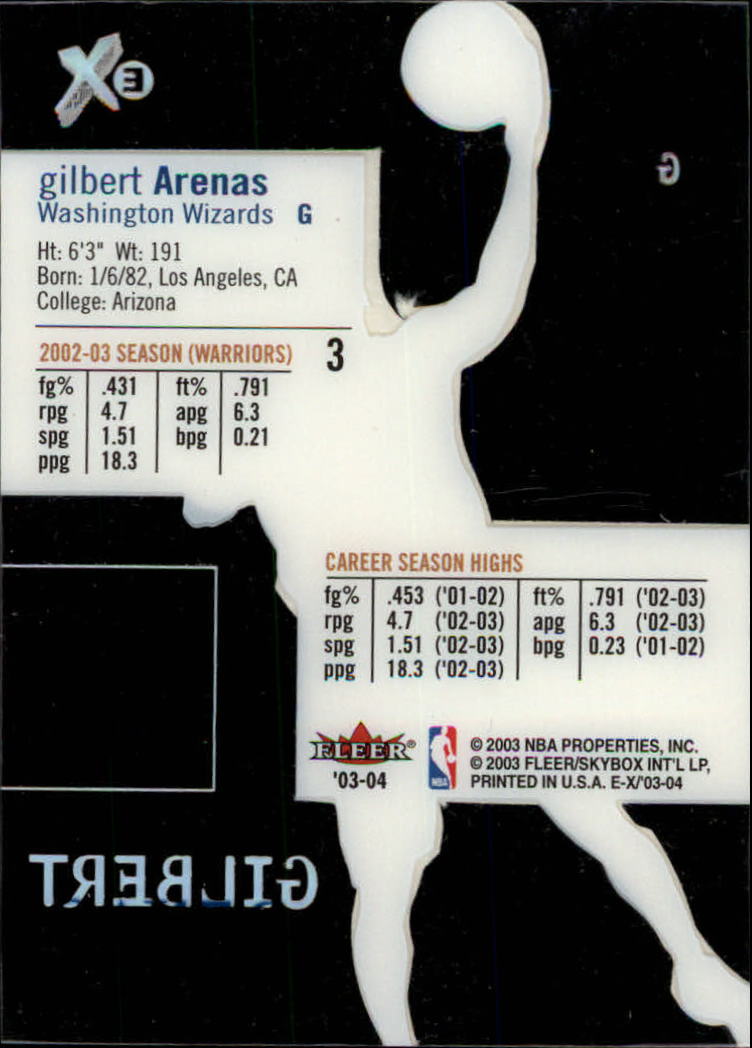 EX
G
gilbert Arenas
Washington Wizards G
Ht: 6'3" Wt: 191
Born: 1/6/82, Los Angeles, CA
College: Arizona
2002-03 SEASON (WARRIORS) 3
fg% .431 ft% .791
rpg 4.7 apg 6.3
spg 1.51 bpg 0.21
ppg 18.3
CAREER SEASON HIGHS
fg% .453 ('01-02) ft% .791 ('02-03)
rpg 4.7 ('02-03) apg 6.3 ('02-03)
spg 1.51 ('02-03) bpg 0.23 ('01-02)
ppg 18.3 ('02-03)
FLEER®
'03-04
NBA
© 2003 NBA PROPERTIES, INC.
© 2003 FLEER/SKYBOX INT'L LP,
PRINTED IN U.S.A. E-X/'03-04
GILBERT